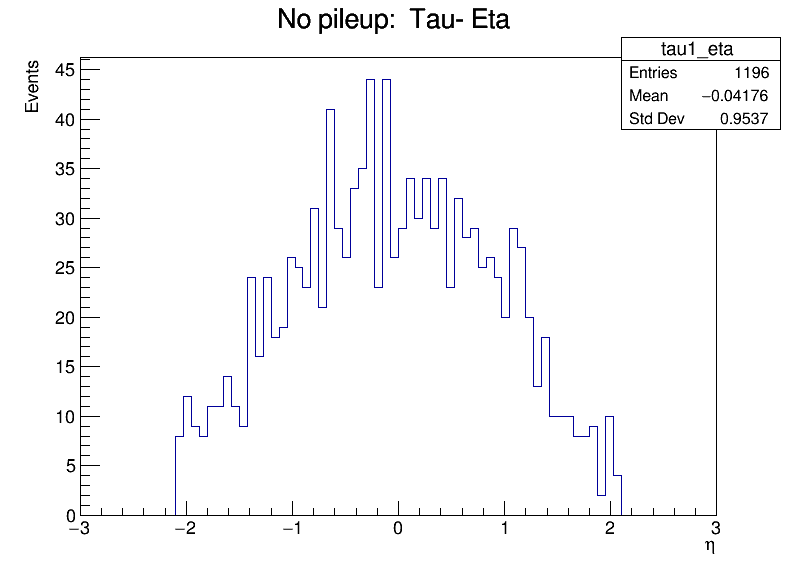 No pileup: Tau- Eta
tau1_eta
Entries 1196
Mean −0.04176
Std Dev 0.9537
Events
45
40
35
30
25
20
15
10
5
0
−3 −2 −1 0 1 2 3
η